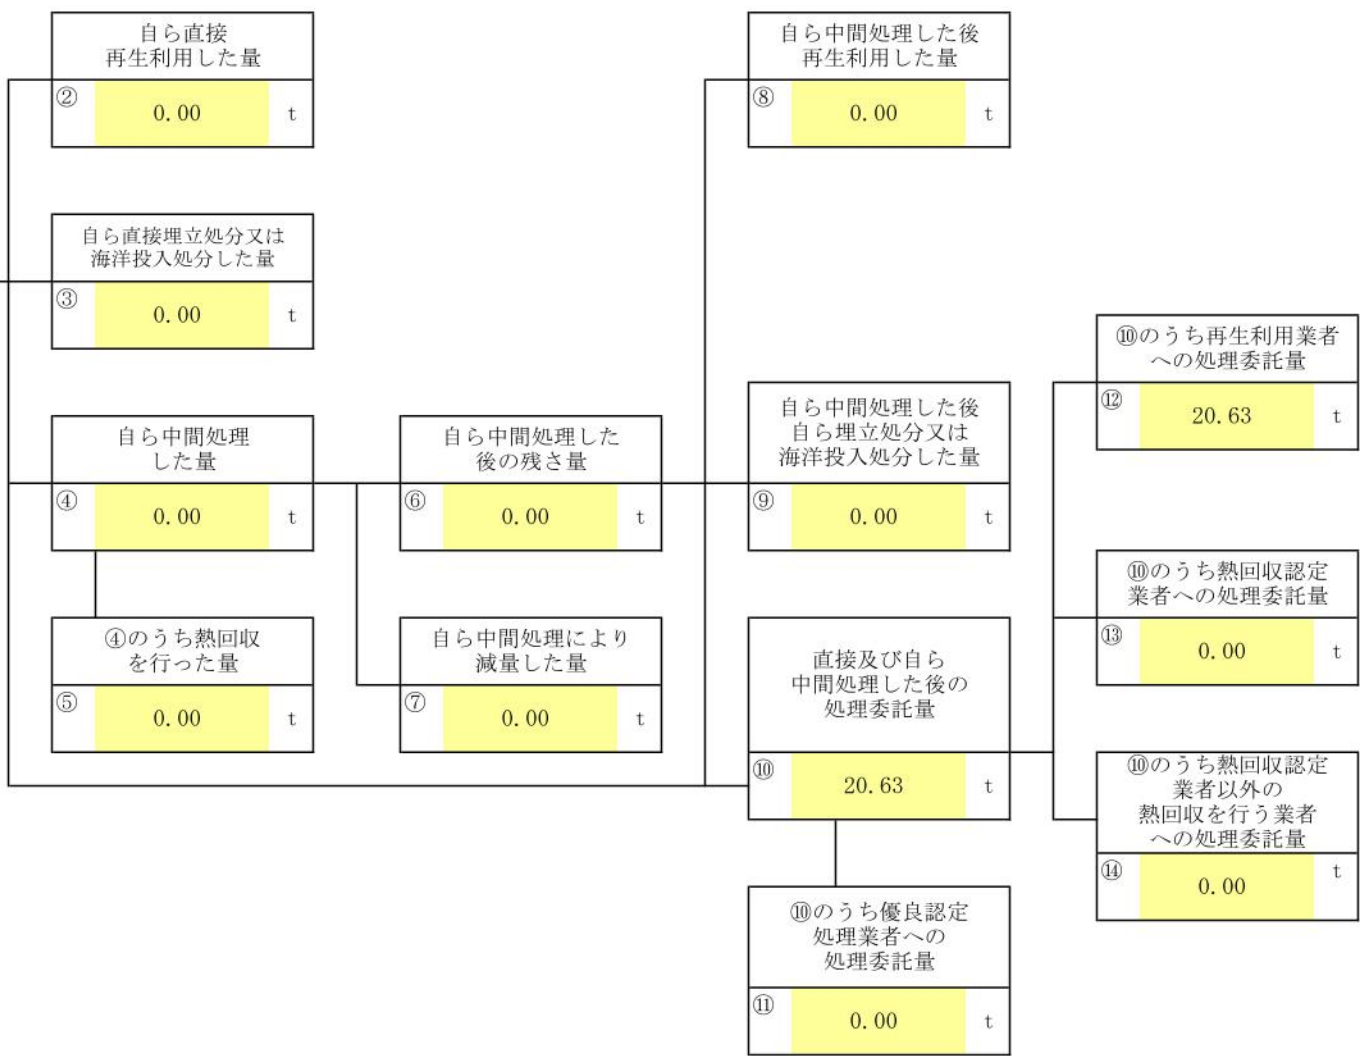 自ら直接
再生利用した量
②
0.00
t
自ら直接埋立処分又は
海洋投入処分した量
③
0.00
t
自ら中間処理
した量
④
0.00
t
④のうち熱回収
を行った量
⑤
0.00
t
自ら中間処理した
後の残さ量
⑥
0.00
t
自ら中間処理により
減量した量
⑦
0.00
t
自ら中間処理した後
再生利用した量
⑧
0.00
t
自ら中間処理した後
自ら埋立処分又は
海洋投入処分した量
⑨
0.00
t
直接及び自ら
中間処理した後の
処理委託量
⑩
20.63
t
⑩のうち優良認定
処理業者への
処理委託量
⑪
0.00
t
⑩のうち再生利用業者
への処理委託量
⑫
20.63
t
⑩のうち熱回収認定
業者への処理委託量
⑬
0.00
t
⑩のうち熱回収認定
業者以外の
熱回収を行う業者
への処理委託量
⑭
0.00
t